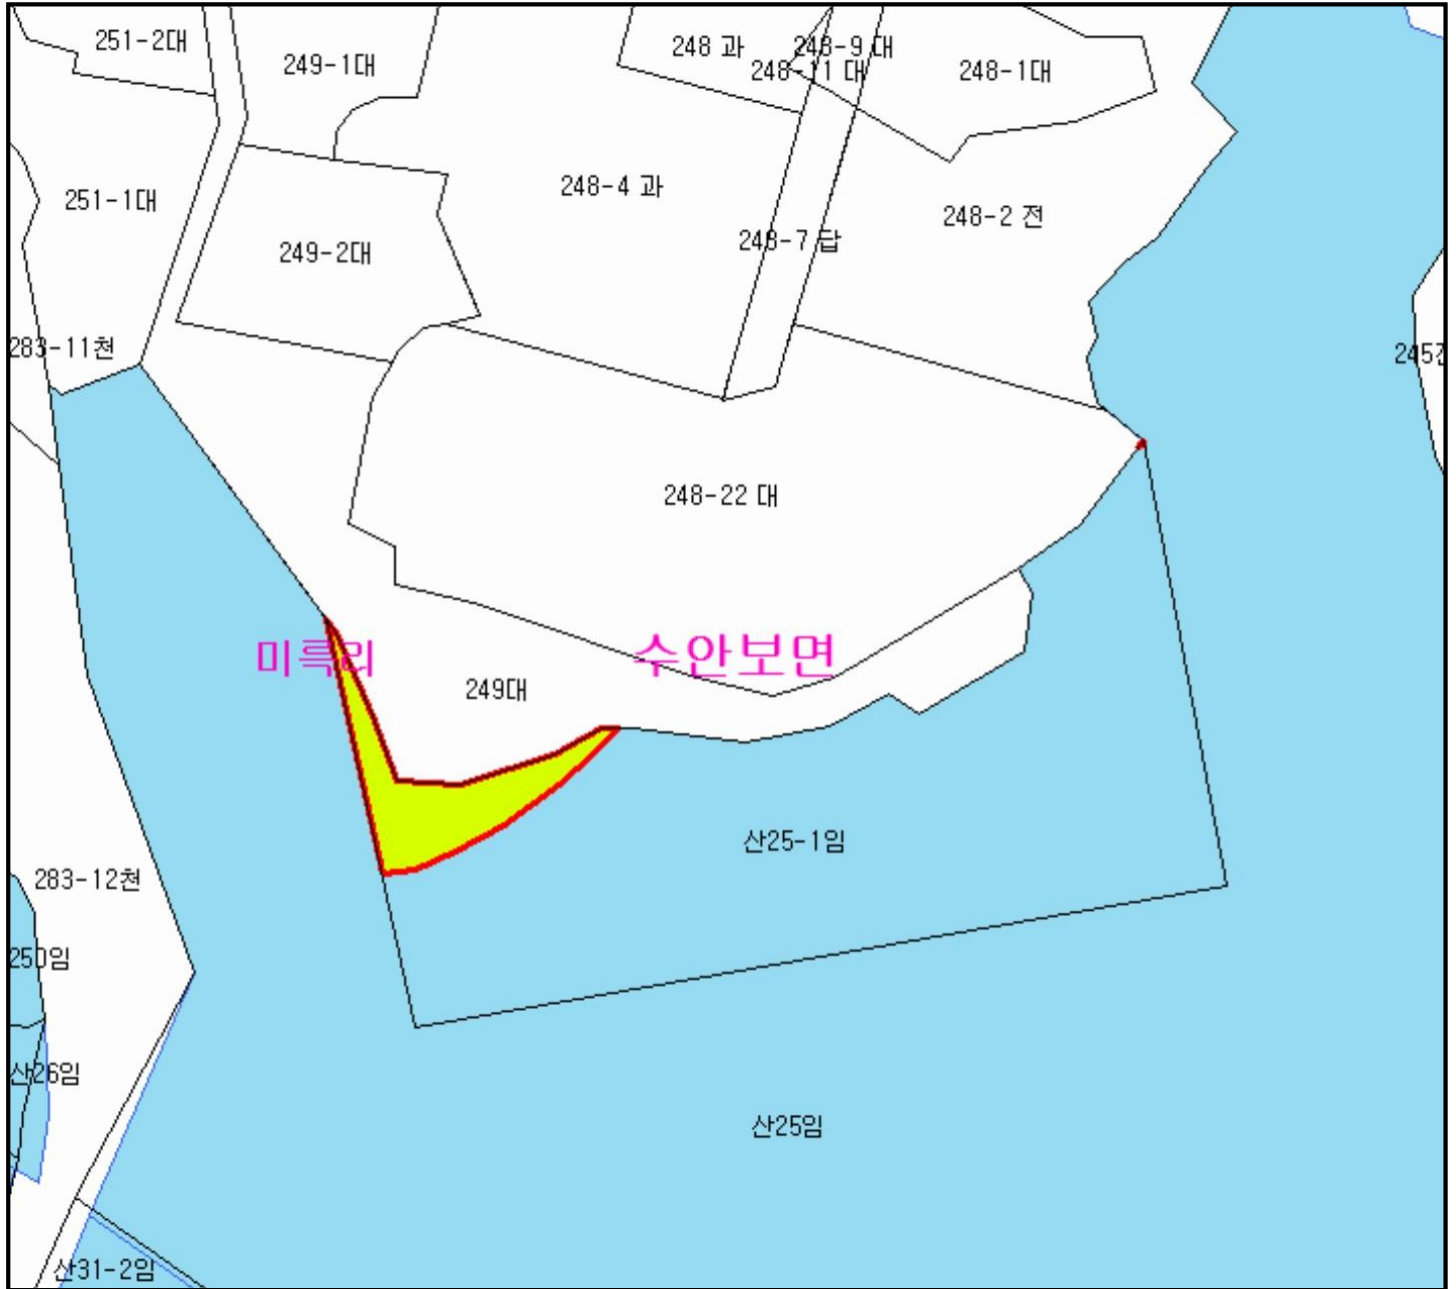 251-2대
249-1대
248 과
248-9 대
248-11 대
248-1대
251-1대
248-4 과
248-2 전
249-2대
248-7 답
283-11천
248-22 대
미륵리
수안보면
249대
산25-1임
283-12천
250임
산26임
산25임
산31-2임